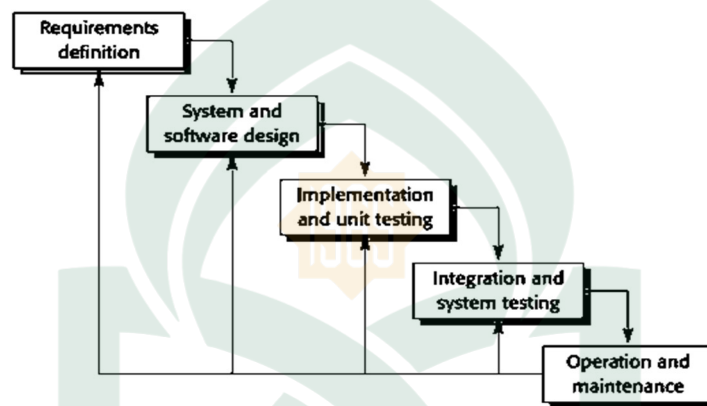 Requirements
definition
System and
software design
Implementation
and unit testing
Integration and
system testing
Operation and
maintenance